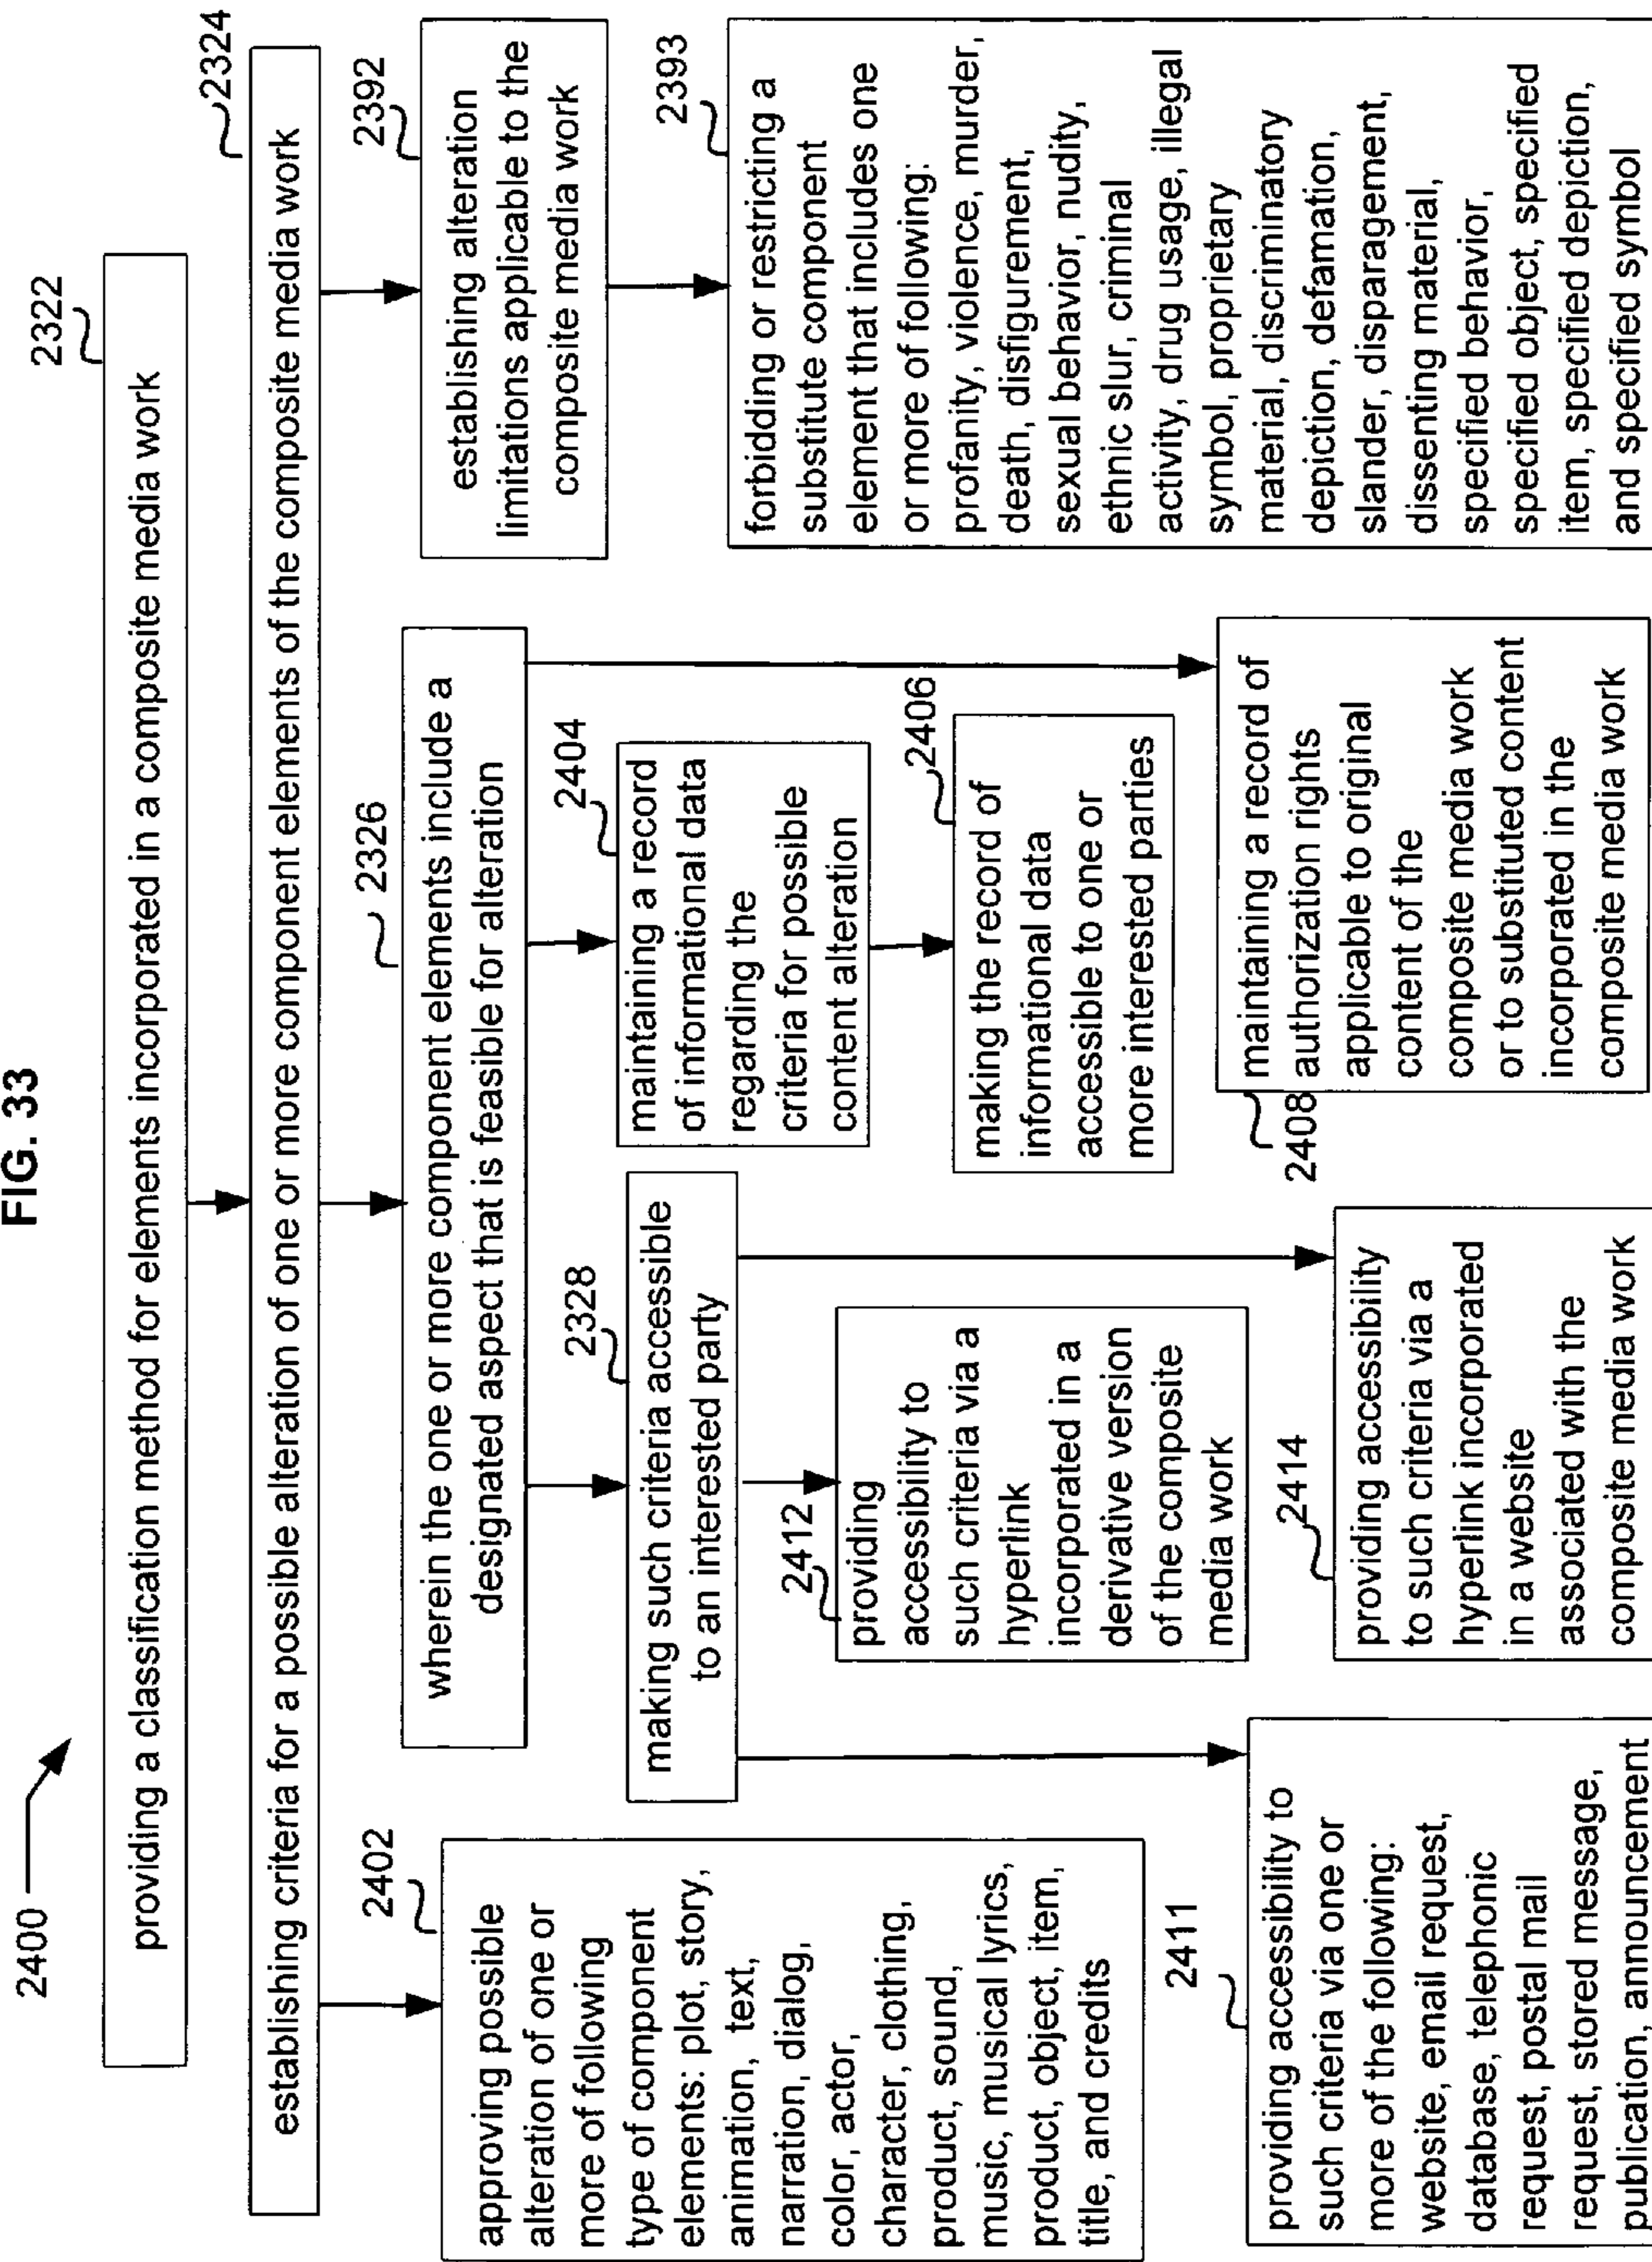 FIG. 33
2400
2322
providing a classification method for elements incorporated in a composite media work
2324
establishing criteria for a possible alteration of one or more component elements of the composite media work
2402
approving possible
alteration of one or
more of following
type of component
elements: plot, story,
animation, text,
narration, dialog,
color, actor,
character, clothing,
product, sound,
music, musical lyrics,
product, object, item,
title, and credits
2326
wherein the one or more component elements include a
designated aspect that is feasible for alteration
2392
establishing alteration
limitations applicable to the
composite media work
2328
making such criteria accessible
to an interested party
2404
maintaining a record
of informational data
regarding the
criteria for possible
content alteration
2393
forbidding or restricting a
substitute component
element that includes one
or more of following:
profanity, violence, murder,
death, disfigurement,
sexual behavior, nudity,
ethnic slur, criminal
activity, drug usage, illegal
symbol, proprietary
material, discriminatory
depiction, defamation,
slander, disparagement,
dissenting material,
specified behavior,
specified object, specified
item, specified depiction,
and specified symbol
2412
providing
accessibility to
such criteria via a
hyperlink
incorporated in a
derivative version
of the composite
media work
2406
making the record of
informational data
accessible to one or
more interested parties
2411
providing accessibility to
such criteria via one or
more of the following:
website, email request,
database, telephonic
request, postal mail
request, stored message,
publication, announcement
2414
providing accessibility
to such criteria via a
hyperlink incorporated
in a website
associated with the
composite media work
2408
maintaining a record of
authorization rights
applicable to original
content of the
composite media work
or to substituted content
incorporated in the
composite media work